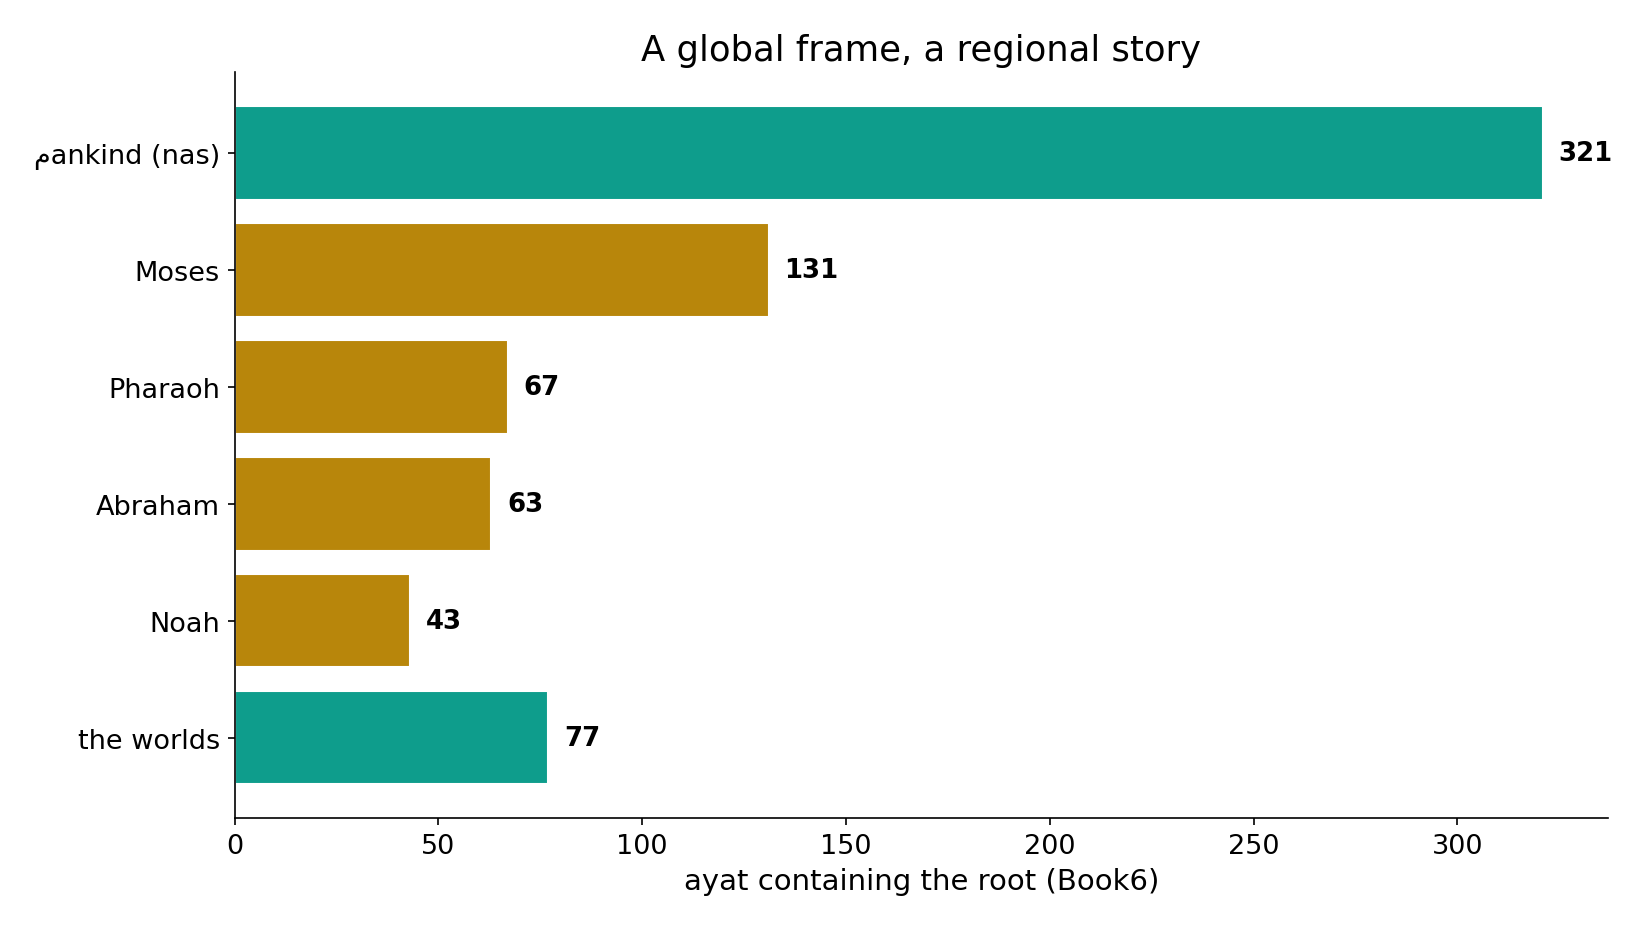 A global frame, a regional story
مankind (nas)
321
Moses
131
Pharaoh
67
Abraham
63
Noah
43
the worlds
77
0 50 100 150 200 250 300
ayat containing the root (Book6)